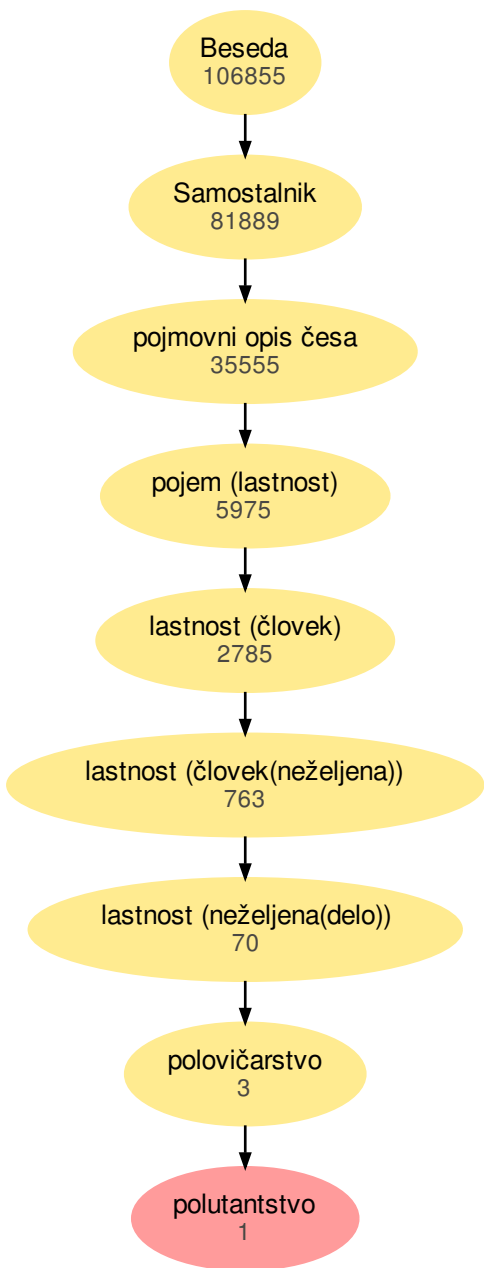 Beseda
106855
Samostalnik
81889
pojmovni opis česa
35555
pojem (lastnost)
5975
lastnost (človek)
2785
lastnost (človek(neželjena))
763
lastnost (neželjena(delo))
70
polovičarstvo
3
polutantstvo
1